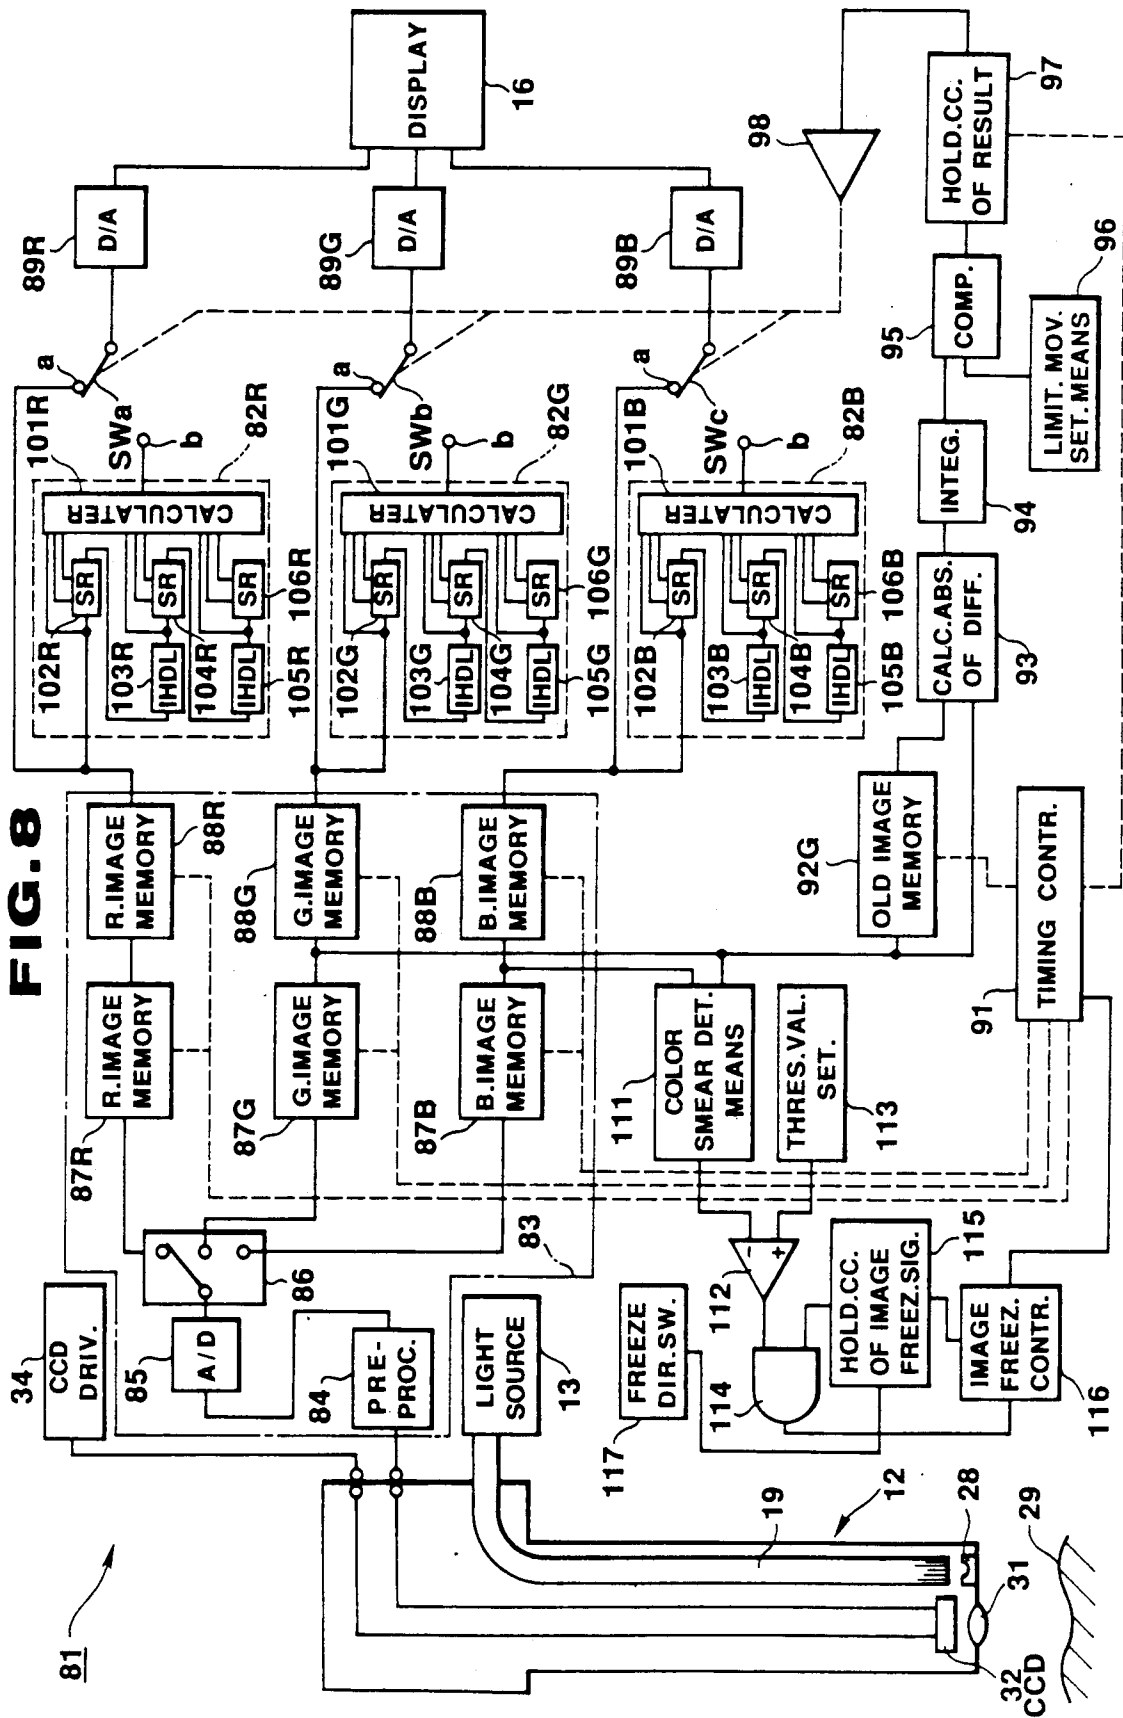 FIG.8
81
34
CCD
DRIV.
85
A/D
84
PRE-
PROC.
86
83
LIGHT
SOURCE
13
12
19
28
29
31
32
CCD
87R
R.IMAGE
MEMORY
R.IMAGE
MEMORY
88R
87G
G.IMAGE
MEMORY
88G
G.IMAGE
MEMORY
87B
B.IMAGE
MEMORY
88B
B.IMAGE
MEMORY
102R
103R
104R
105R
106R
SR
SR
SR
IHDL
IHDL
CALCULATER
101R
82R
SWa
a
b
89R
D/A
102G
103G
104G
105G
106G
SR
SR
SR
IHDL
IHDL
CALCULATER
101G
82G
SWb
a
b
89G
D/A
102B
103B
104B
105B
106B
SR
SR
SR
IHDL
IHDL
CALCULATER
101B
82B
SWc
a
b
89B
D/A
DISPLAY
16
98
111
COLOR
SMEAR DET.
MEANS
THRES.VAL.
SET.
113
112
-
+
114
117
FREEZE
DIR.SW.
HOLD.CC.
OF IMAGE
FREEZ.SIG.
115
IMAGE
FREEZ.
CONTR.
116
91
TIMING CONTR.
92G
OLD IMAGE
MEMORY
CALC.ABS.
OF DIFF.
93
INTEG.
94
95
COMP.
LIMIT. MOV.
SET.MEANS
96
HOLD.CC.
OF RESULT
97